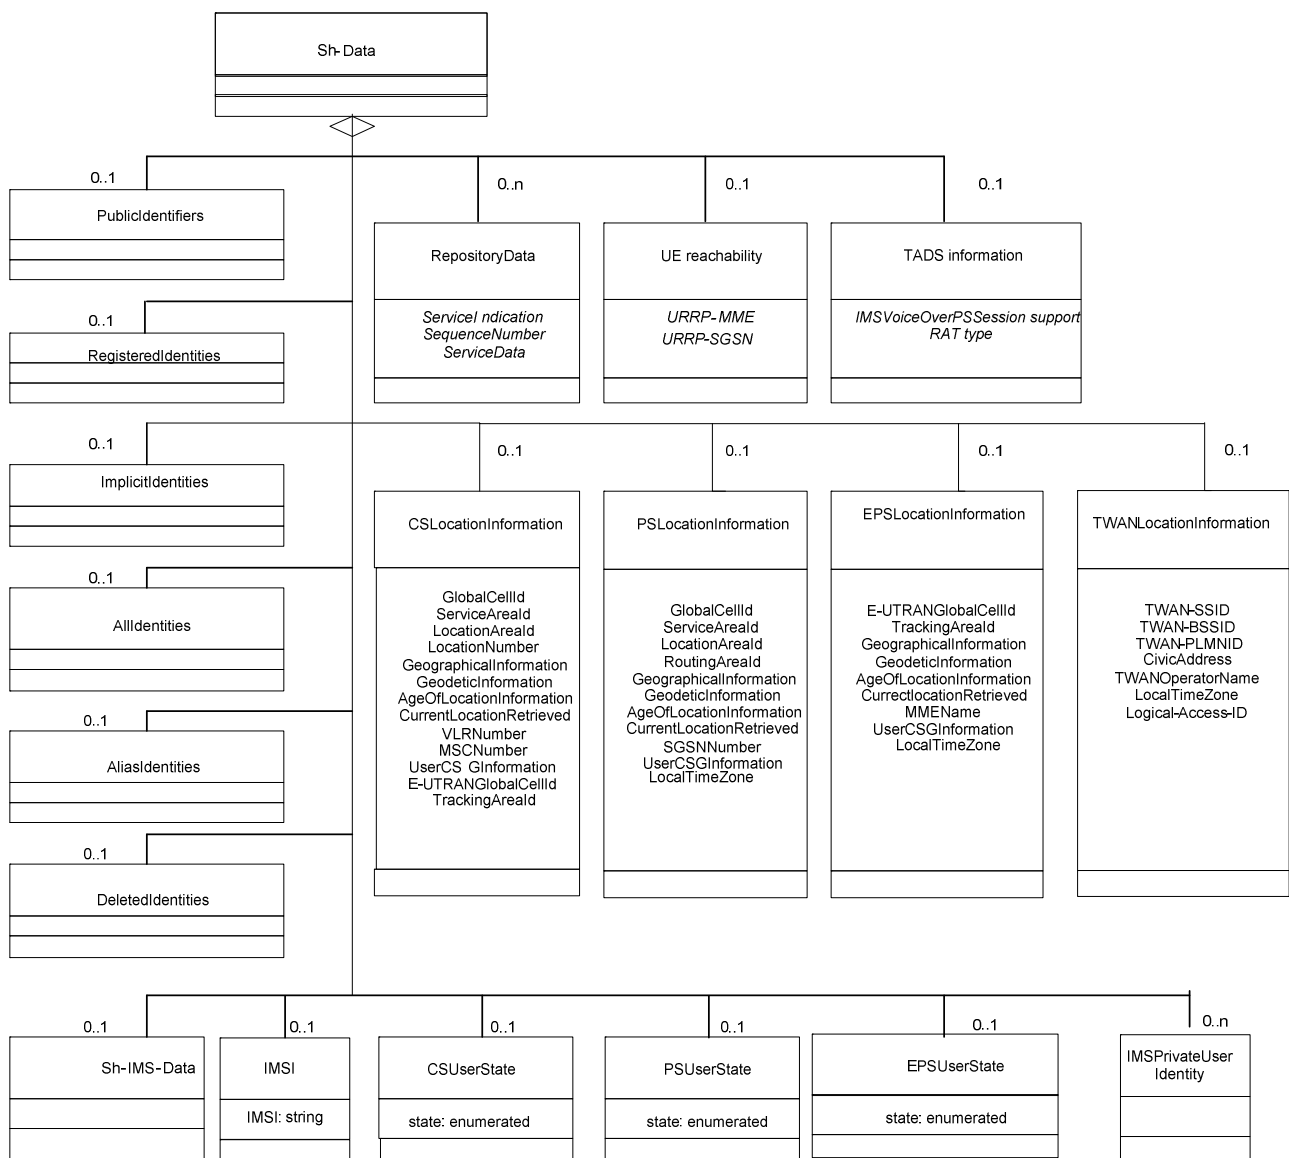 Sh-Data
0..1
0..n
0..1
0..1
PublicIdentifiers
RepositoryData
UE reachability
TADS information
ServiceI ndication
SequenceNumber
ServiceData
URRP-MME
URRP-SGSN
IMSVoiceOverPSSession support
RAT type
0..1
RegisteredIdentities
0..1
0..1
0..1
0..1
0..1
ImplicitIdentities
CSLocationInformation
PSLocationInformation
EPSLocationInformation
TWANLocationInformation
GlobalCellId
ServiceAreaId
LocationAreaId
LocationNumber
GeographicalInformation
GeodeticInformation
AgeOfLocationInformation
CurrentLocationRetrieved
VLRNumber
MSCNumber
UserCS GInformation
E-UTRANGlobalCellId
TrackingAreaId
GlobalCellId
ServiceAreaId
LocationAreaId
RoutingAreaId
GeographicalInformation
GeodeticInformation
AgeOfLocationInformation
CurrentLocationRetrieved
SGSNNumber
UserCSGInformation
LocalTimeZone
E-UTRANGlobalCellId
TrackingAreaId
GeographicalInformation
GeodeticInformation
AgeOfLocationInformation
CurrectlocationRetrieved
MMEName
UserCSGInformation
LocalTimeZone
TWAN-SSID
TWAN-BSSID
TWAN-PLMNID
CivicAddress
TWANOperatorName
LocalTimeZone
Logical-Access-ID
0..1
AllIdentities
0..1
AliasIdentities
0..1
DeletedIdentities
0..1
0..1
0..1
0..1
0..1
0..n
Sh-IMS-Data
IMSI
IMSI: string
CSUserState
state: enumerated
PSUserState
state: enumerated
EPSUserState
state: enumerated
IMSPrivateUser
Identity